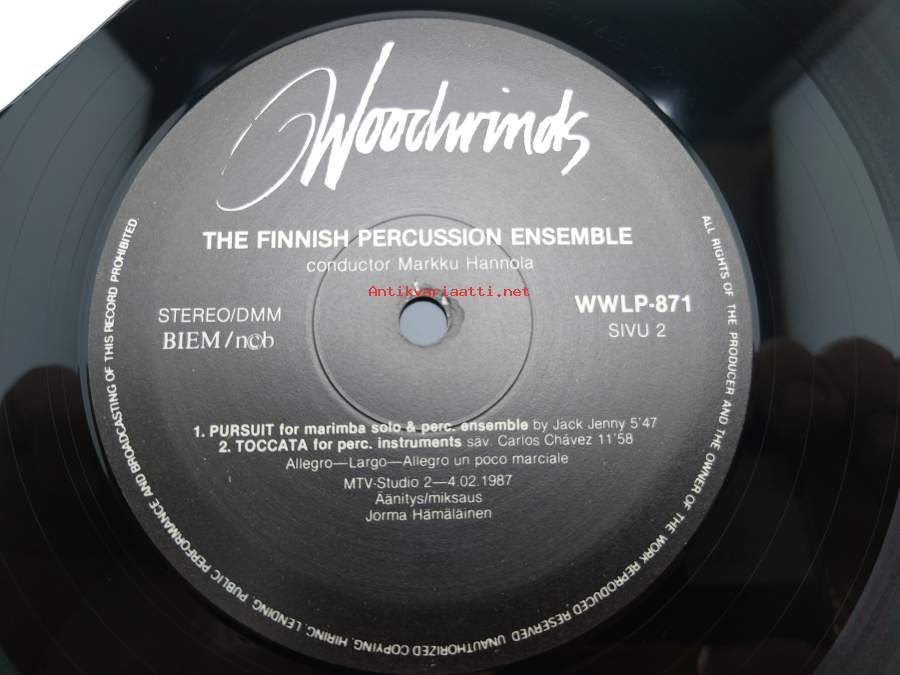 Woodwinds
THE FINNISH PERCUSSION ENSEMBLE
conductor Markku Hannola
Antikvariaatti.net
STEREO/DMM
BIEM/ncb
WWLP-871
SIVU 2
1. PURSUIT for marimba solo & perc. ensemble by Jack Jenny 5'47
2. TOCCATA for perc. instruments säv. Carlos Chávez 11'58
Allegro—Largo—Allegro un poco marciale
MTV-Studio 2—4.02.1987
Äänitys/miksaus
Jorma Hämäläinen
ALL RIGHTS OF THE PRODUCER AND THE OWNER OF THE WORK REPRODUCED RESERVED. UNAUTHORIZED COPYING, HIRING, LENDING, PUBLIC PERFORMANCE AND BROADCASTING OF THIS RECORD PROHIBITED.